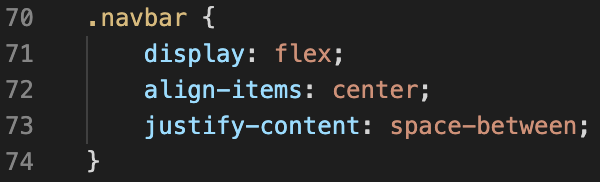 70 .navbar {
71 display: flex;
72 align-items: center;
73 justify-content: space-between;
74 }